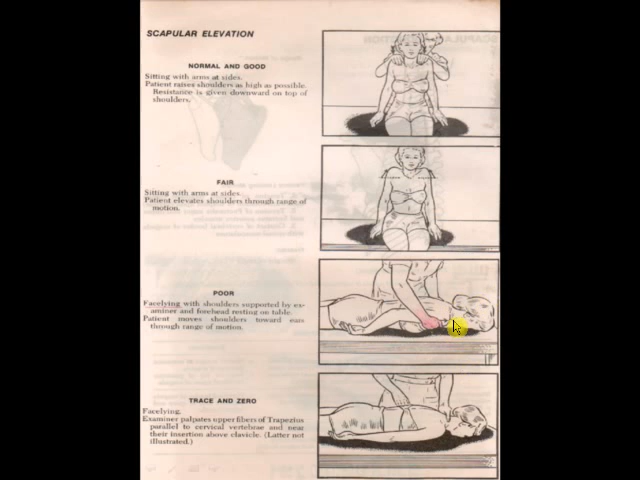 SCAPULAR ELEVATION
NORMAL AND GOOD
Sitting with arms at sides.
Patient raises shoulders as high as possible.
Resistance is given downward on top of
shoulders.
FAIR
Sitting with arms at sides.
Patient elevates shoulders through range of
motion.
POOR
Facelying with shoulders supported by ex-
aminer and forehead resting on table.
Patient moves shoulders toward ears
through range of motion.
TRACE AND ZERO
Facelying.
Examiner palpates upper fibers of Trapezius
parallel to cervical vertebrae and near
their insertion above clavicle. (Latter not
illustrated.)